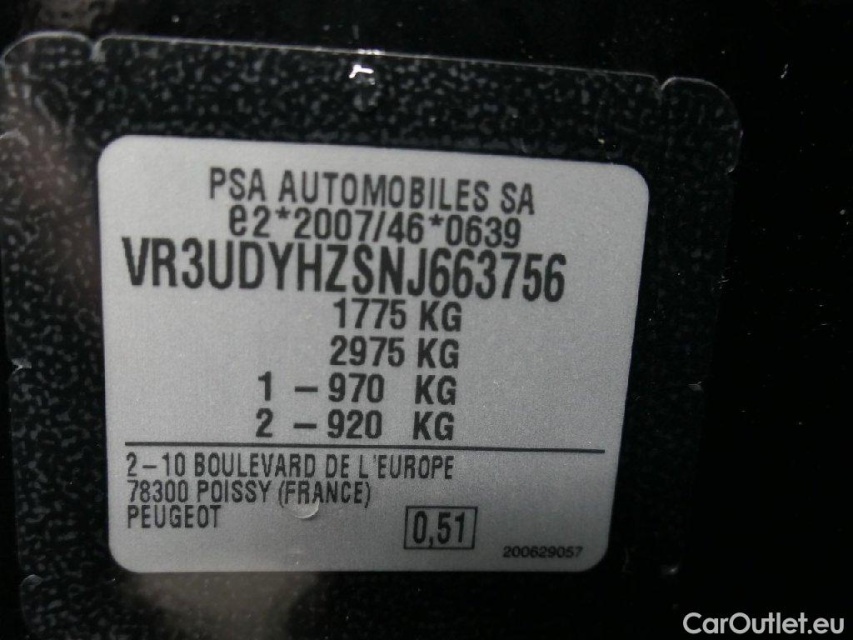 PSA AUTOMOBILES SA
e2*2007/46*0639
VR3UDYHZSNJ663756
1775 KG
2975 KG
1 – 970 KG
2 – 920 KG
2–10 BOULEVARD DE L'EUROPE
78300 POISSY (FRANCE)
PEUGEOT
0,51
200629057
CarOutlet.eu